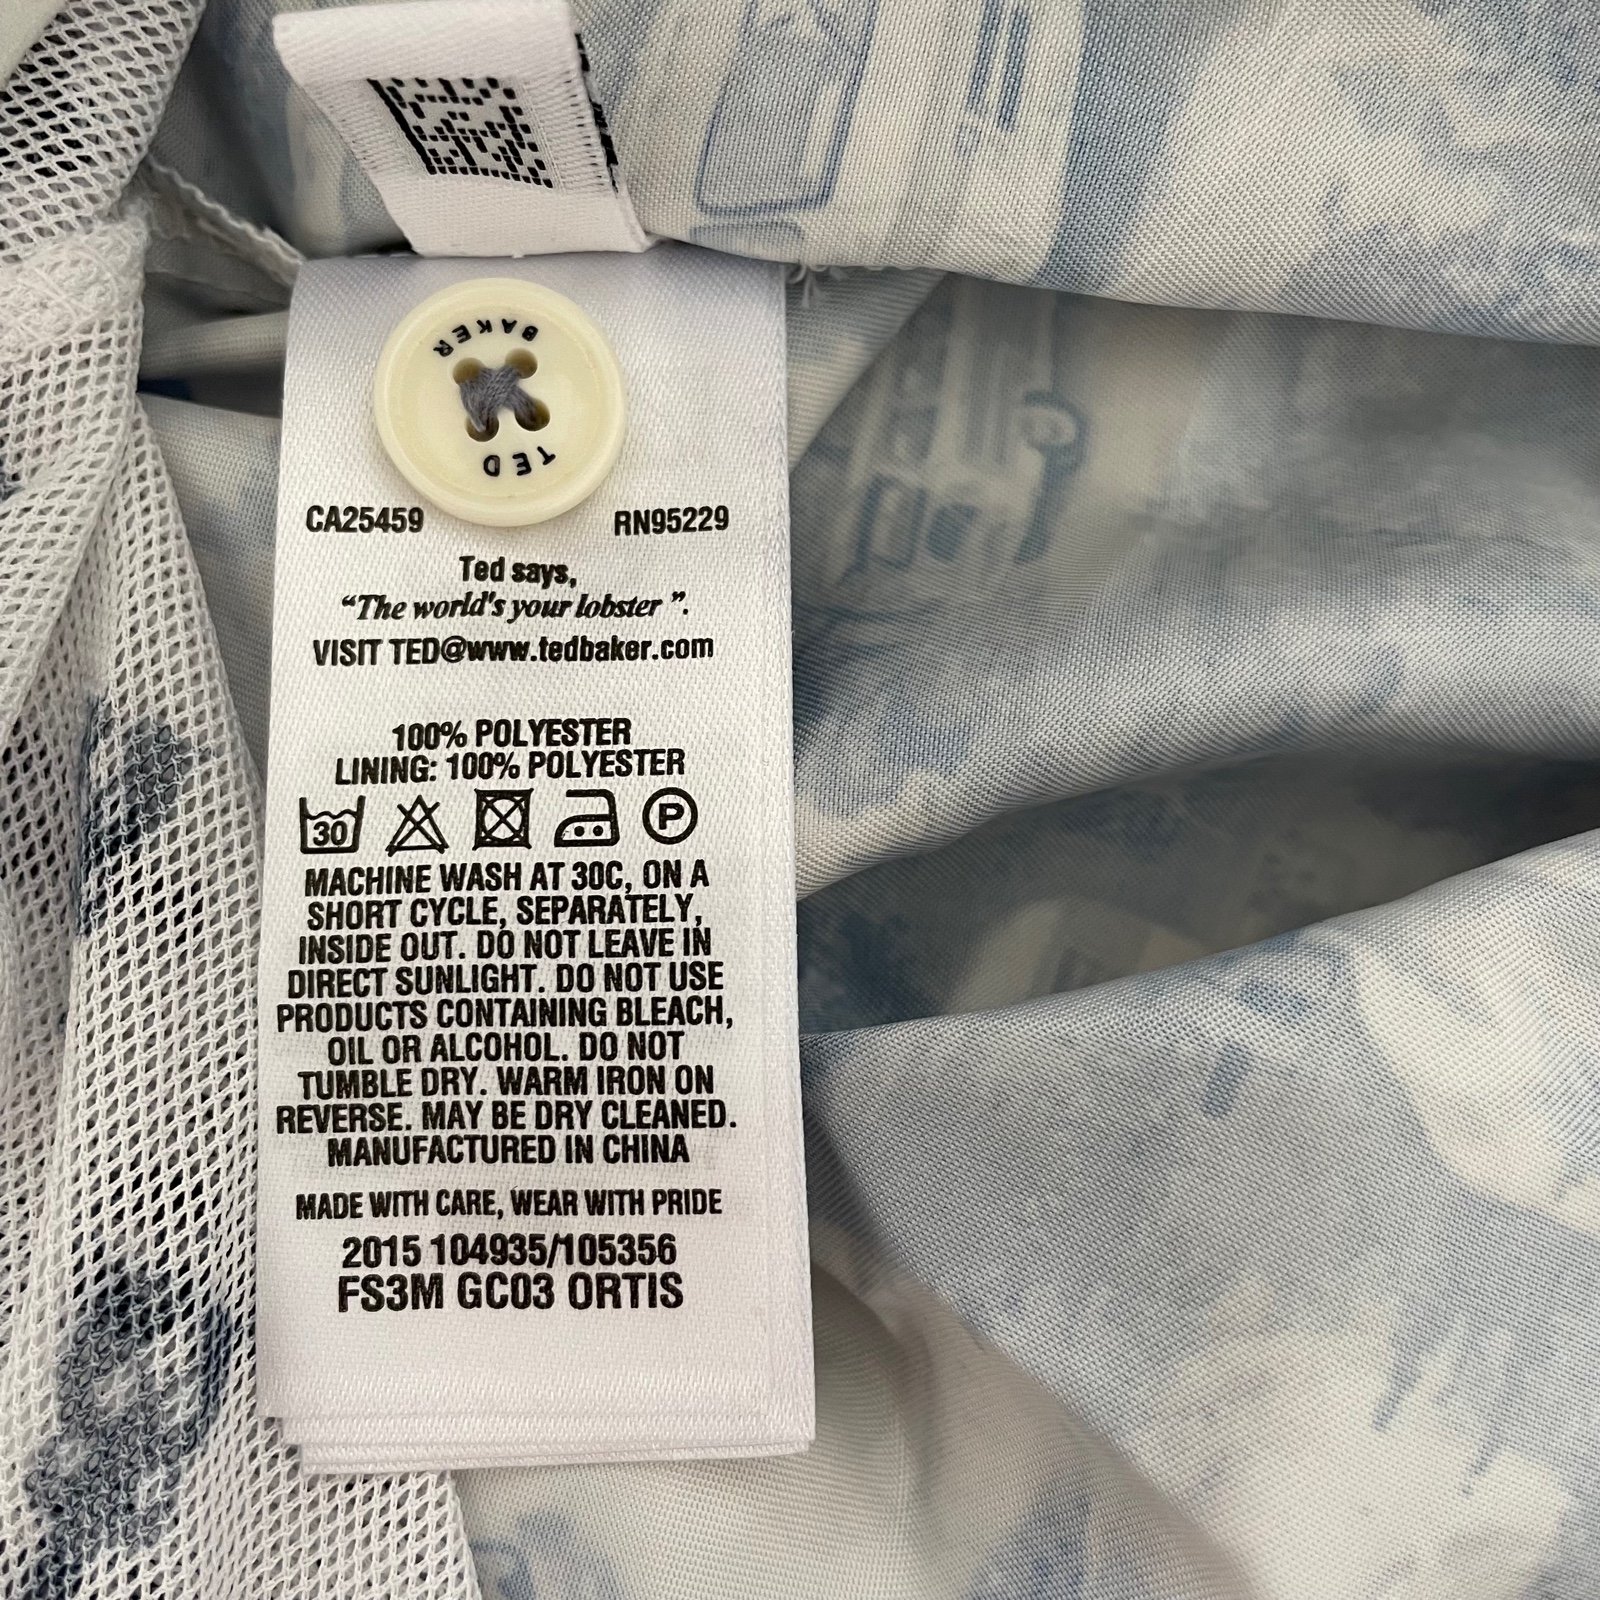 BAKER
TED
CA25459 RN95229
Ted says,
“The world's your lobster ”.
VISIT TED@www.tedbaker.com
100% POLYESTER
LINING: 100% POLYESTER
30 P
MACHINE WASH AT 30C, ON A
SHORT CYCLE, SEPARATELY,
INSIDE OUT. DO NOT LEAVE IN
DIRECT SUNLIGHT. DO NOT USE
PRODUCTS CONTAINING BLEACH,
OIL OR ALCOHOL. DO NOT
TUMBLE DRY. WARM IRON ON
REVERSE. MAY BE DRY CLEANED.
MANUFACTURED IN CHINA
MADE WITH CARE, WEAR WITH PRIDE
2015 104935/105356
FS3M GC03 ORTIS